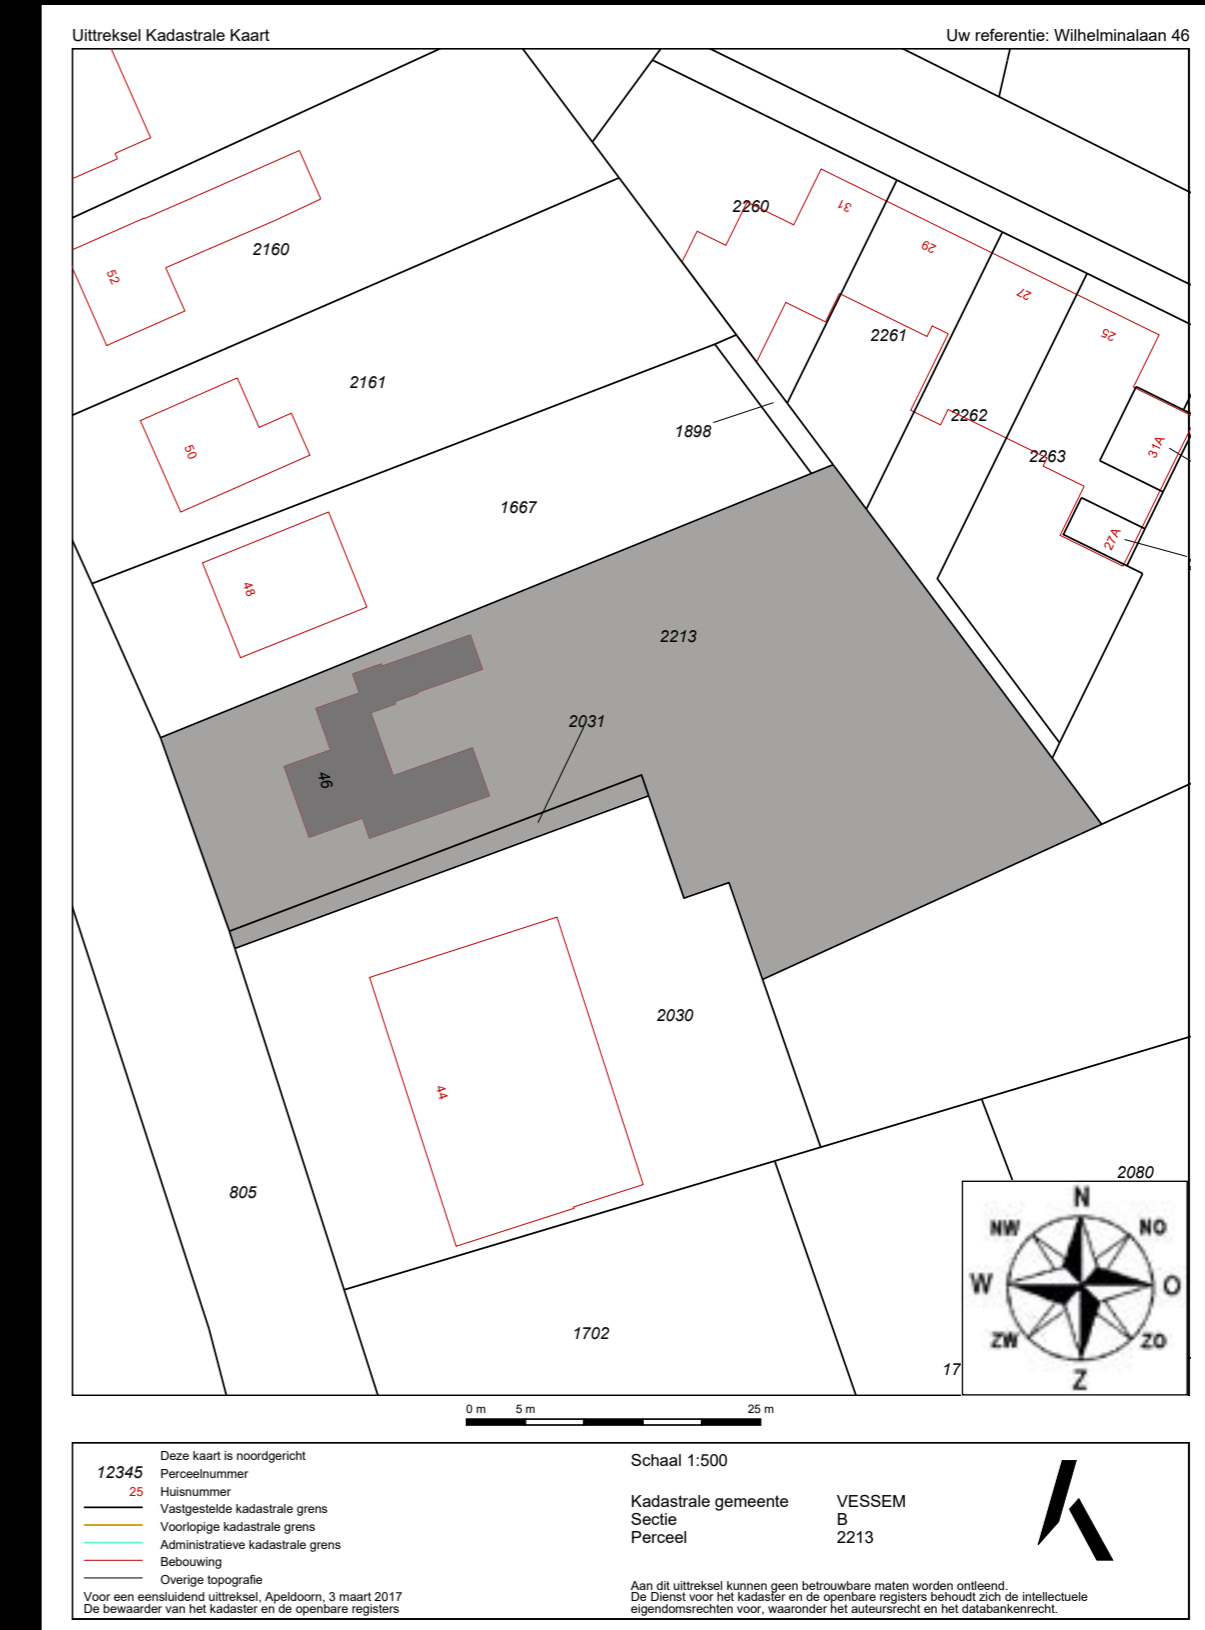 Uittreksel Kadastrale Kaart
Uw referentie: Wilhelminalaan 46
2260
31
2160
29
52
27
25
2261
2161
2262
1898
31A
50
2263
1667
27A
48
2213
2031
46
2030
44
2080
805
N
NW
NO
W
O
ZW
ZO
Z
1702
17
0 m
5 m
25 m
Deze kaart is noordgericht
12345 Perceelnummer
25 Huisnummer
Vastgestelde kadastrale grens
Voorlopige kadastrale grens
Administratieve kadastrale grens
Bebouwing
Overige topografie
Voor een eensluidend uittreksel, Apeldoorn, 3 maart 2017
De bewaarder van het kadaster en de openbare registers
Schaal 1:500
Kadastrale gemeente VESSEM
Sectie B
Perceel 2213
Aan dit uittreksel kunnen geen betrouwbare maten worden ontleend.
De Dienst voor het kadaster en de openbare registers behoudt zich de intellectuele
eigendomsrechten voor, waaronder het auteursrecht en het databankenrecht.